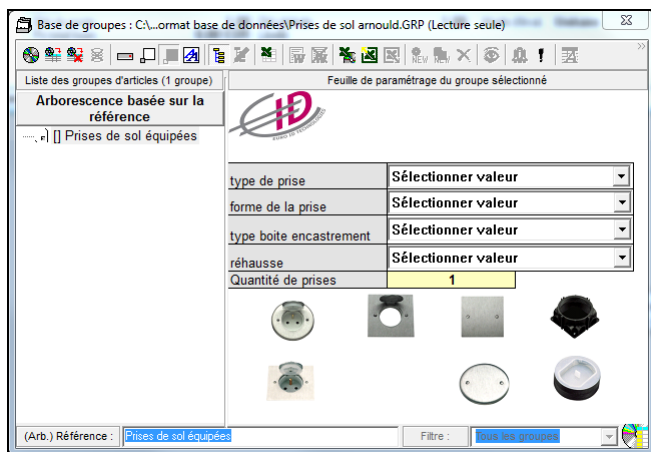 Base de groupes : C:\...ormat base de données\Prises de sol arnould.GRP (Lecture seule)
REV NEW
Liste des groupes d'articles (1 groupe)
Feuille de paramétrage du groupe sélectionné
Arborescence basée sur la
référence
[] Prises de sol équipées
ID
type de prise Sélectionner valeur
forme de la prise Sélectionner valeur
type boite encastrement Sélectionner valeur
réhausse Sélectionner valeur
Quantité de prises 1
(Arb.) Référence : Prises de sol équipées
Filtre : Tous les groupes